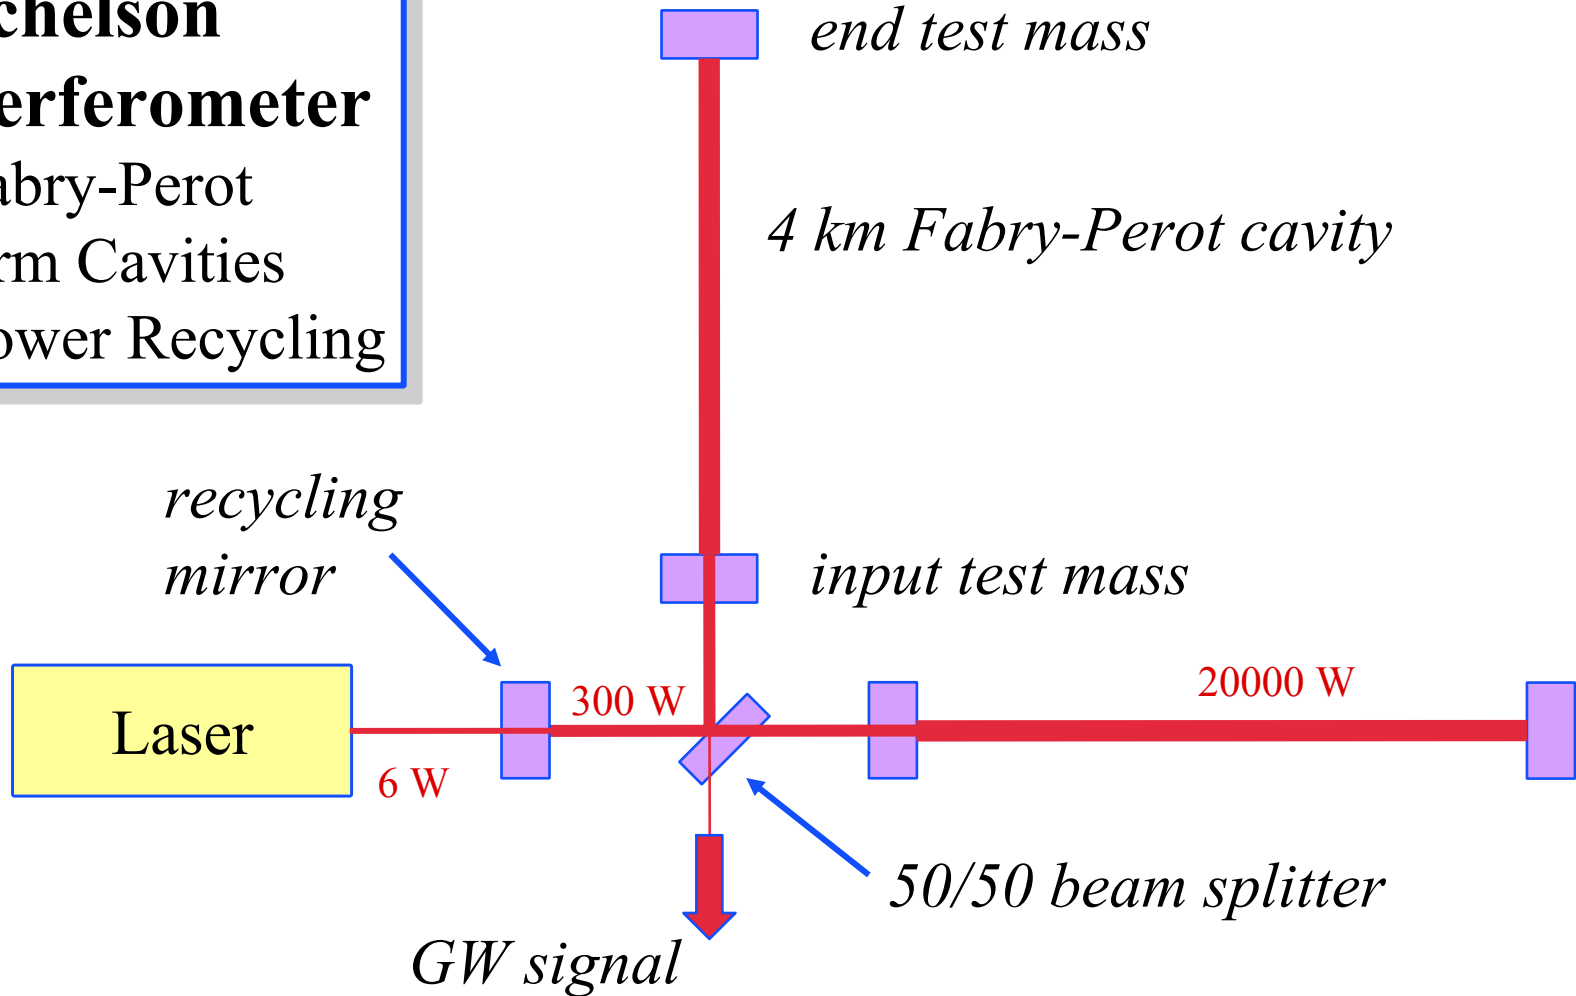 chelson
erferometer
abry-Perot
rm Cavities
ower Recycling
end test mass
4 km Fabry-Perot cavity
recycling
mirror
input test mass
Laser
6 W
300 W
20000 W
50/50 beam splitter
GW signal